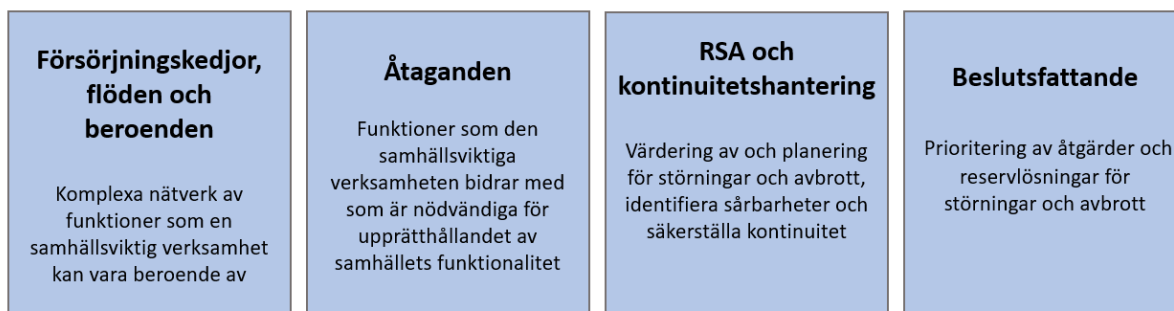 Försörjningskedjor,
flöden och
beroenden
Komplexa nätverk av
funktioner som en
samhällsviktig verksamhet
kan vara beroende av
Åtaganden
Funktioner som den
samhällsviktiga
verksamheten bidrar med
som är nödvändiga för
upprätthållandet av
samhällets funktionalitet
RSA och
kontinuitetshantering
Värdering av och planering
för störningar och avbrott,
identifiera sårbarheter och
säkerställa kontinuitet
Beslutsfattande
Prioritering av åtgärder och
reservlösningar för
störningar och avbrott